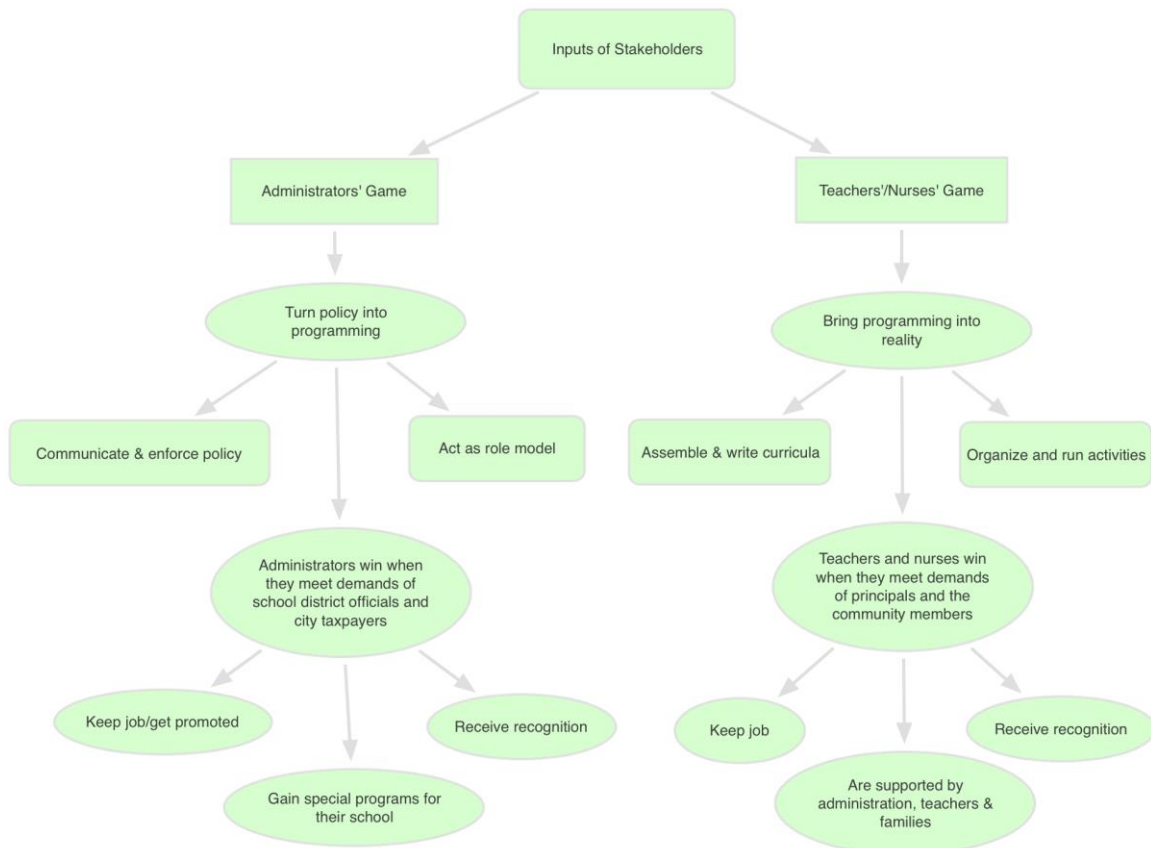 Inputs of Stakeholders
Administrators' Game
Teachers'/Nurses' Game
Turn policy into
programming
Bring programming into
reality
Communicate & enforce policy
Act as role model
Assemble & write curricula
Organize and run activities
Administrators win when
they meet demands of
school district officials and
city taxpayers
Teachers and nurses win
when they meet demands
of principals and the
community members
Keep job/get promoted
Receive recognition
Keep job
Receive recognition
Gain special programs for
their school
Are supported by
administration, teachers &
families